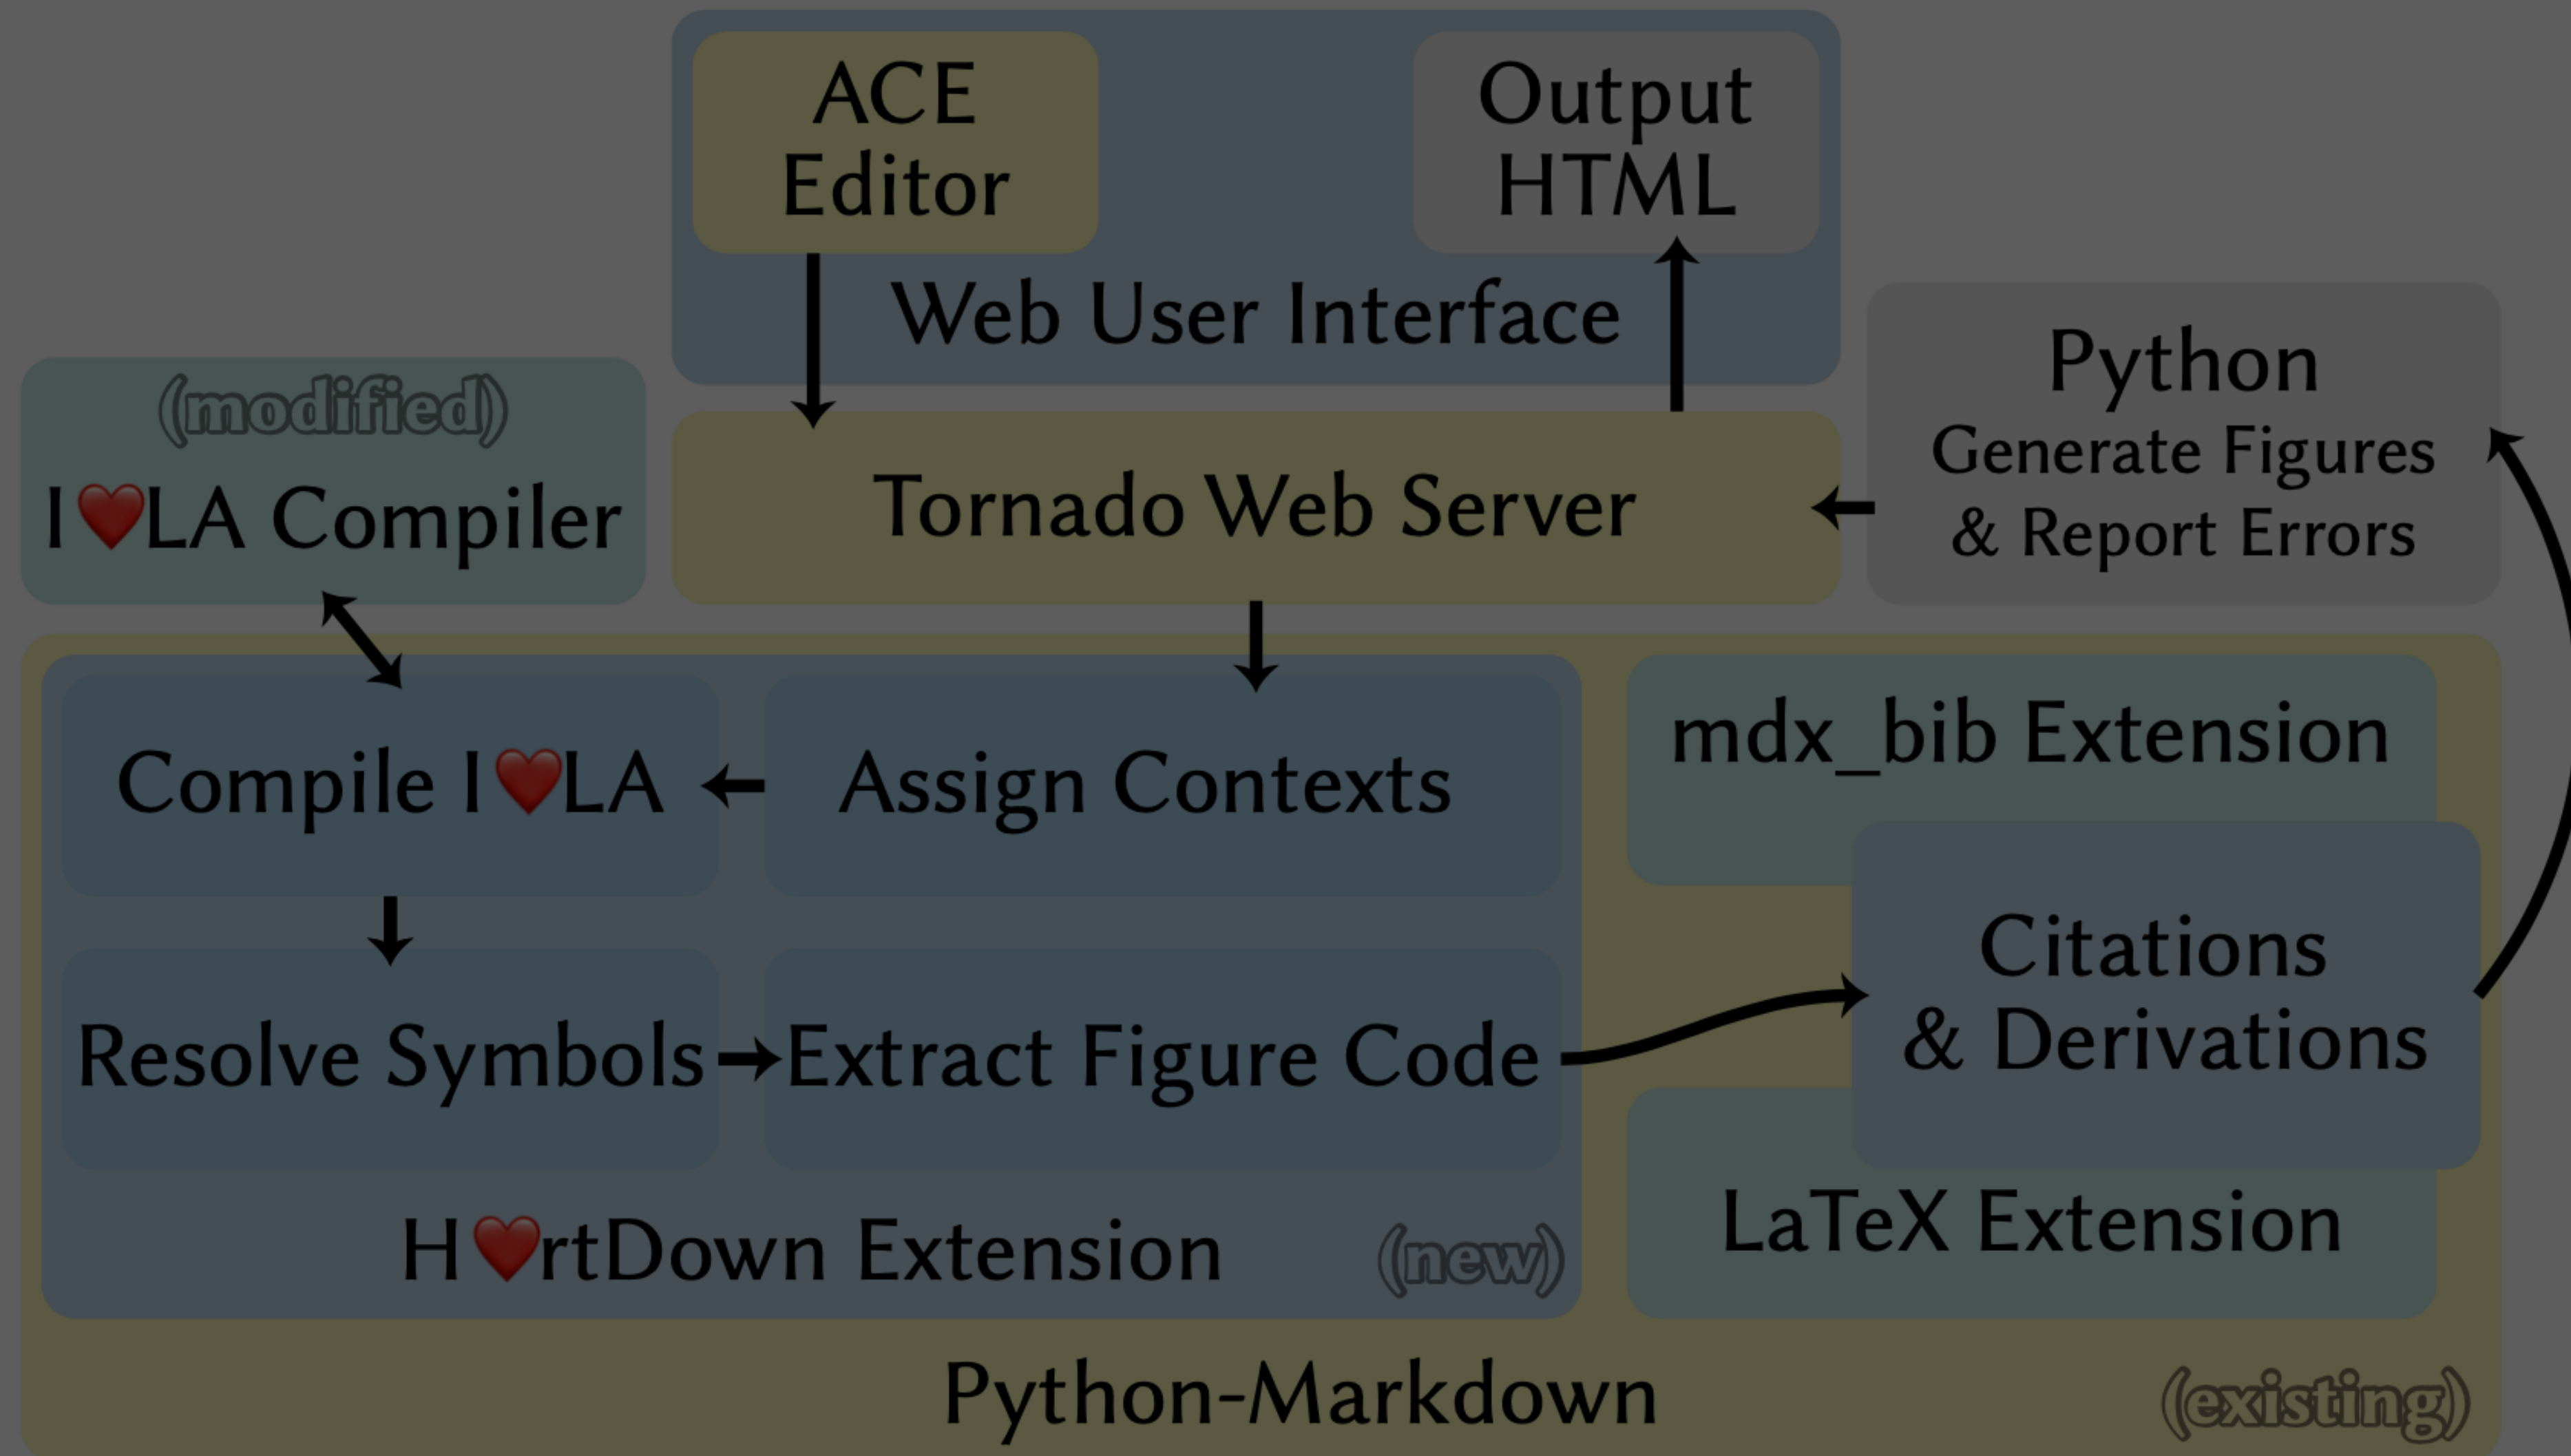 ACE
Editor
Output
HTML
Web User Interface
(modified)
I❤️LA Compiler
Tornado Web Server
Python
Generate Figures
& Report Errors
Compile I❤️LA
Assign Contexts
mdx_bib Extension
Resolve Symbols
Extract Figure Code
Citations
& Derivations
H❤️rtDown Extension
(new)
LaTeX Extension
Python-Markdown
(existing)